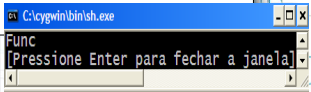 C:\cygwin\bin\sh.exe
Func
[Pressione Enter para fechar a janela]